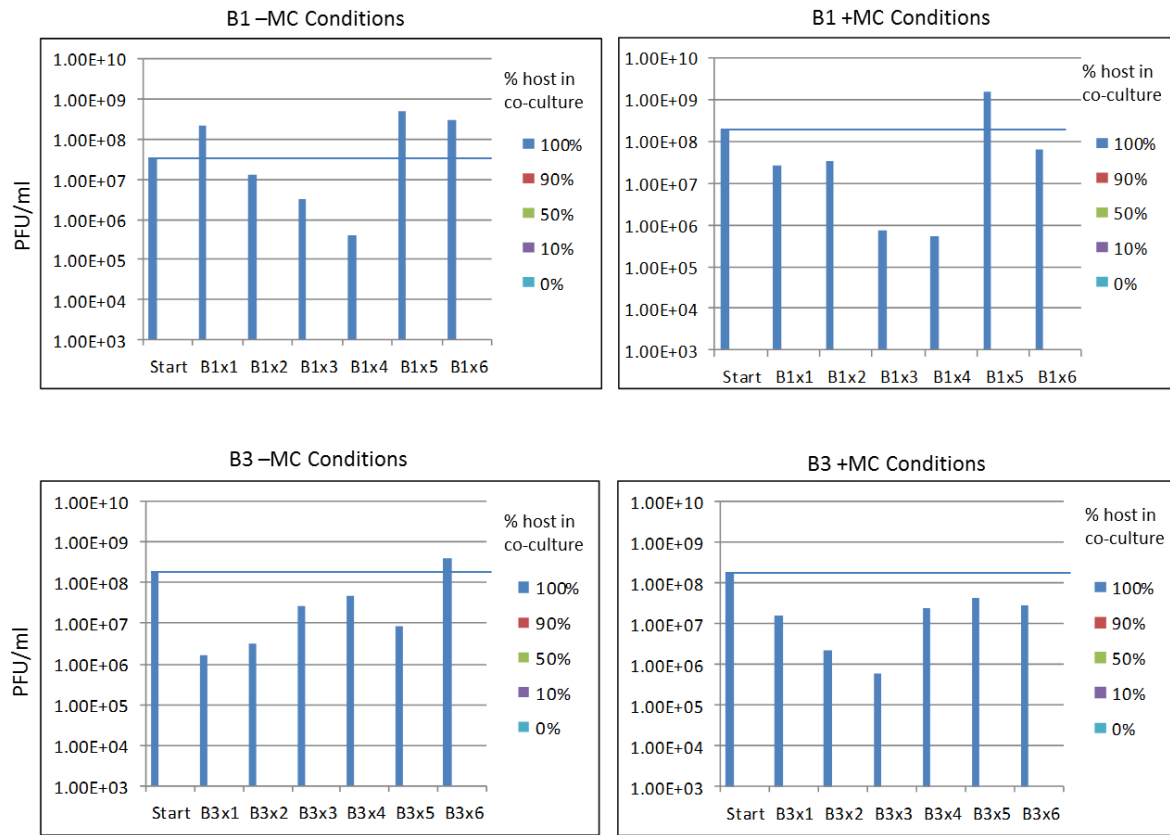 B1 –MC Conditions
1.00E+10
1.00E+09
1.00E+08
1.00E+07
1.00E+06
1.00E+05
1.00E+04
1.00E+03
PFU/ml
Start B1x1 B1x2 B1x3 B1x4 B1x5 B1x6
% host in
co-culture
100%
90%
50%
10%
0%
B1 +MC Conditions
1.00E+10
1.00E+09
1.00E+08
1.00E+07
1.00E+06
1.00E+05
1.00E+04
1.00E+03
Start B1x1 B1x2 B1x3 B1x4 B1x5 B1x6
% host in
co-culture
100%
90%
50%
10%
0%
B3 –MC Conditions
1.00E+10
1.00E+09
1.00E+08
1.00E+07
1.00E+06
1.00E+05
1.00E+04
1.00E+03
PFU/ml
Start B3x1 B3x2 B3x3 B3x4 B3x5 B3x6
% host in
co-culture
100%
90%
50%
10%
0%
B3 +MC Conditions
1.00E+10
1.00E+09
1.00E+08
1.00E+07
1.00E+06
1.00E+05
1.00E+04
1.00E+03
Start B3x1 B3x2 B3x3 B3x4 B3x5 B3x6
% host in
co-culture
100%
90%
50%
10%
0%